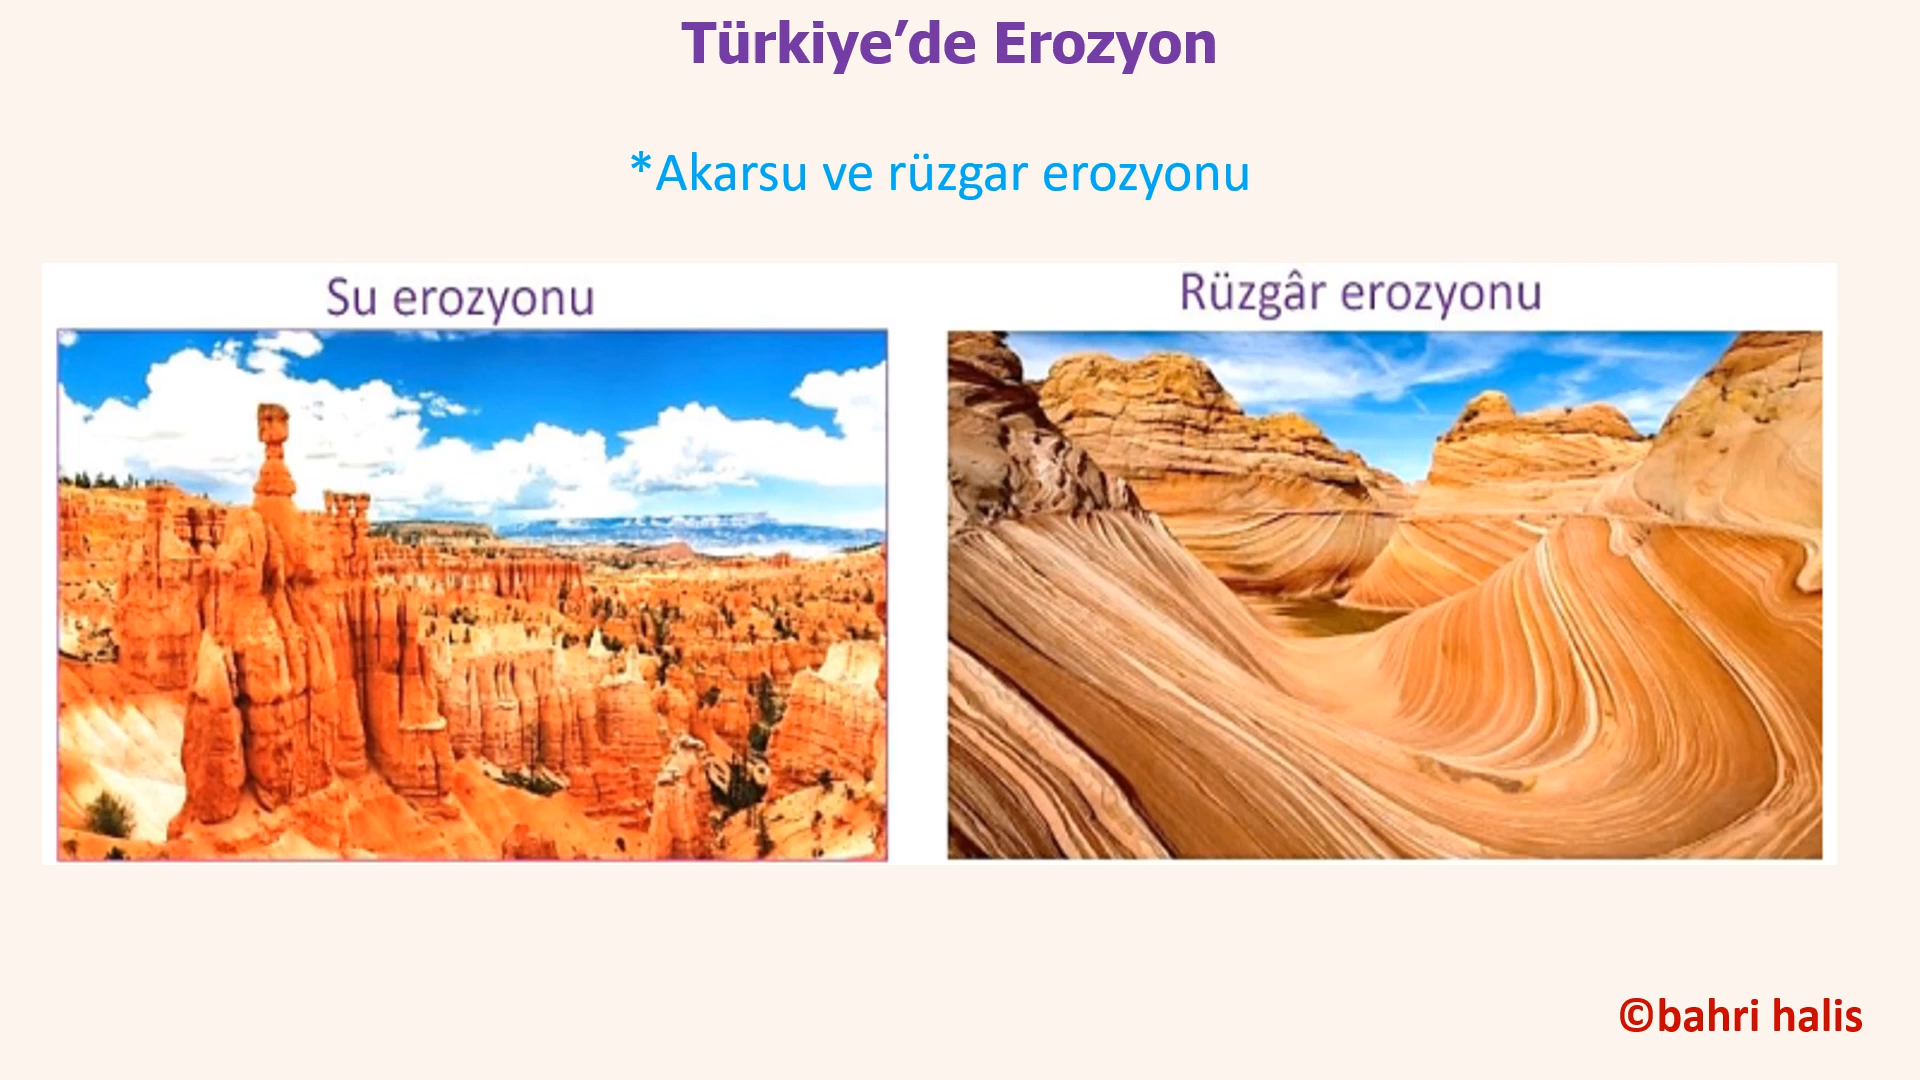 Türkiye’de Erozyon
*Akarsu ve rüzgar erozyonu
Su erozyonu
Rüzgâr erozyonu
©bahri halis